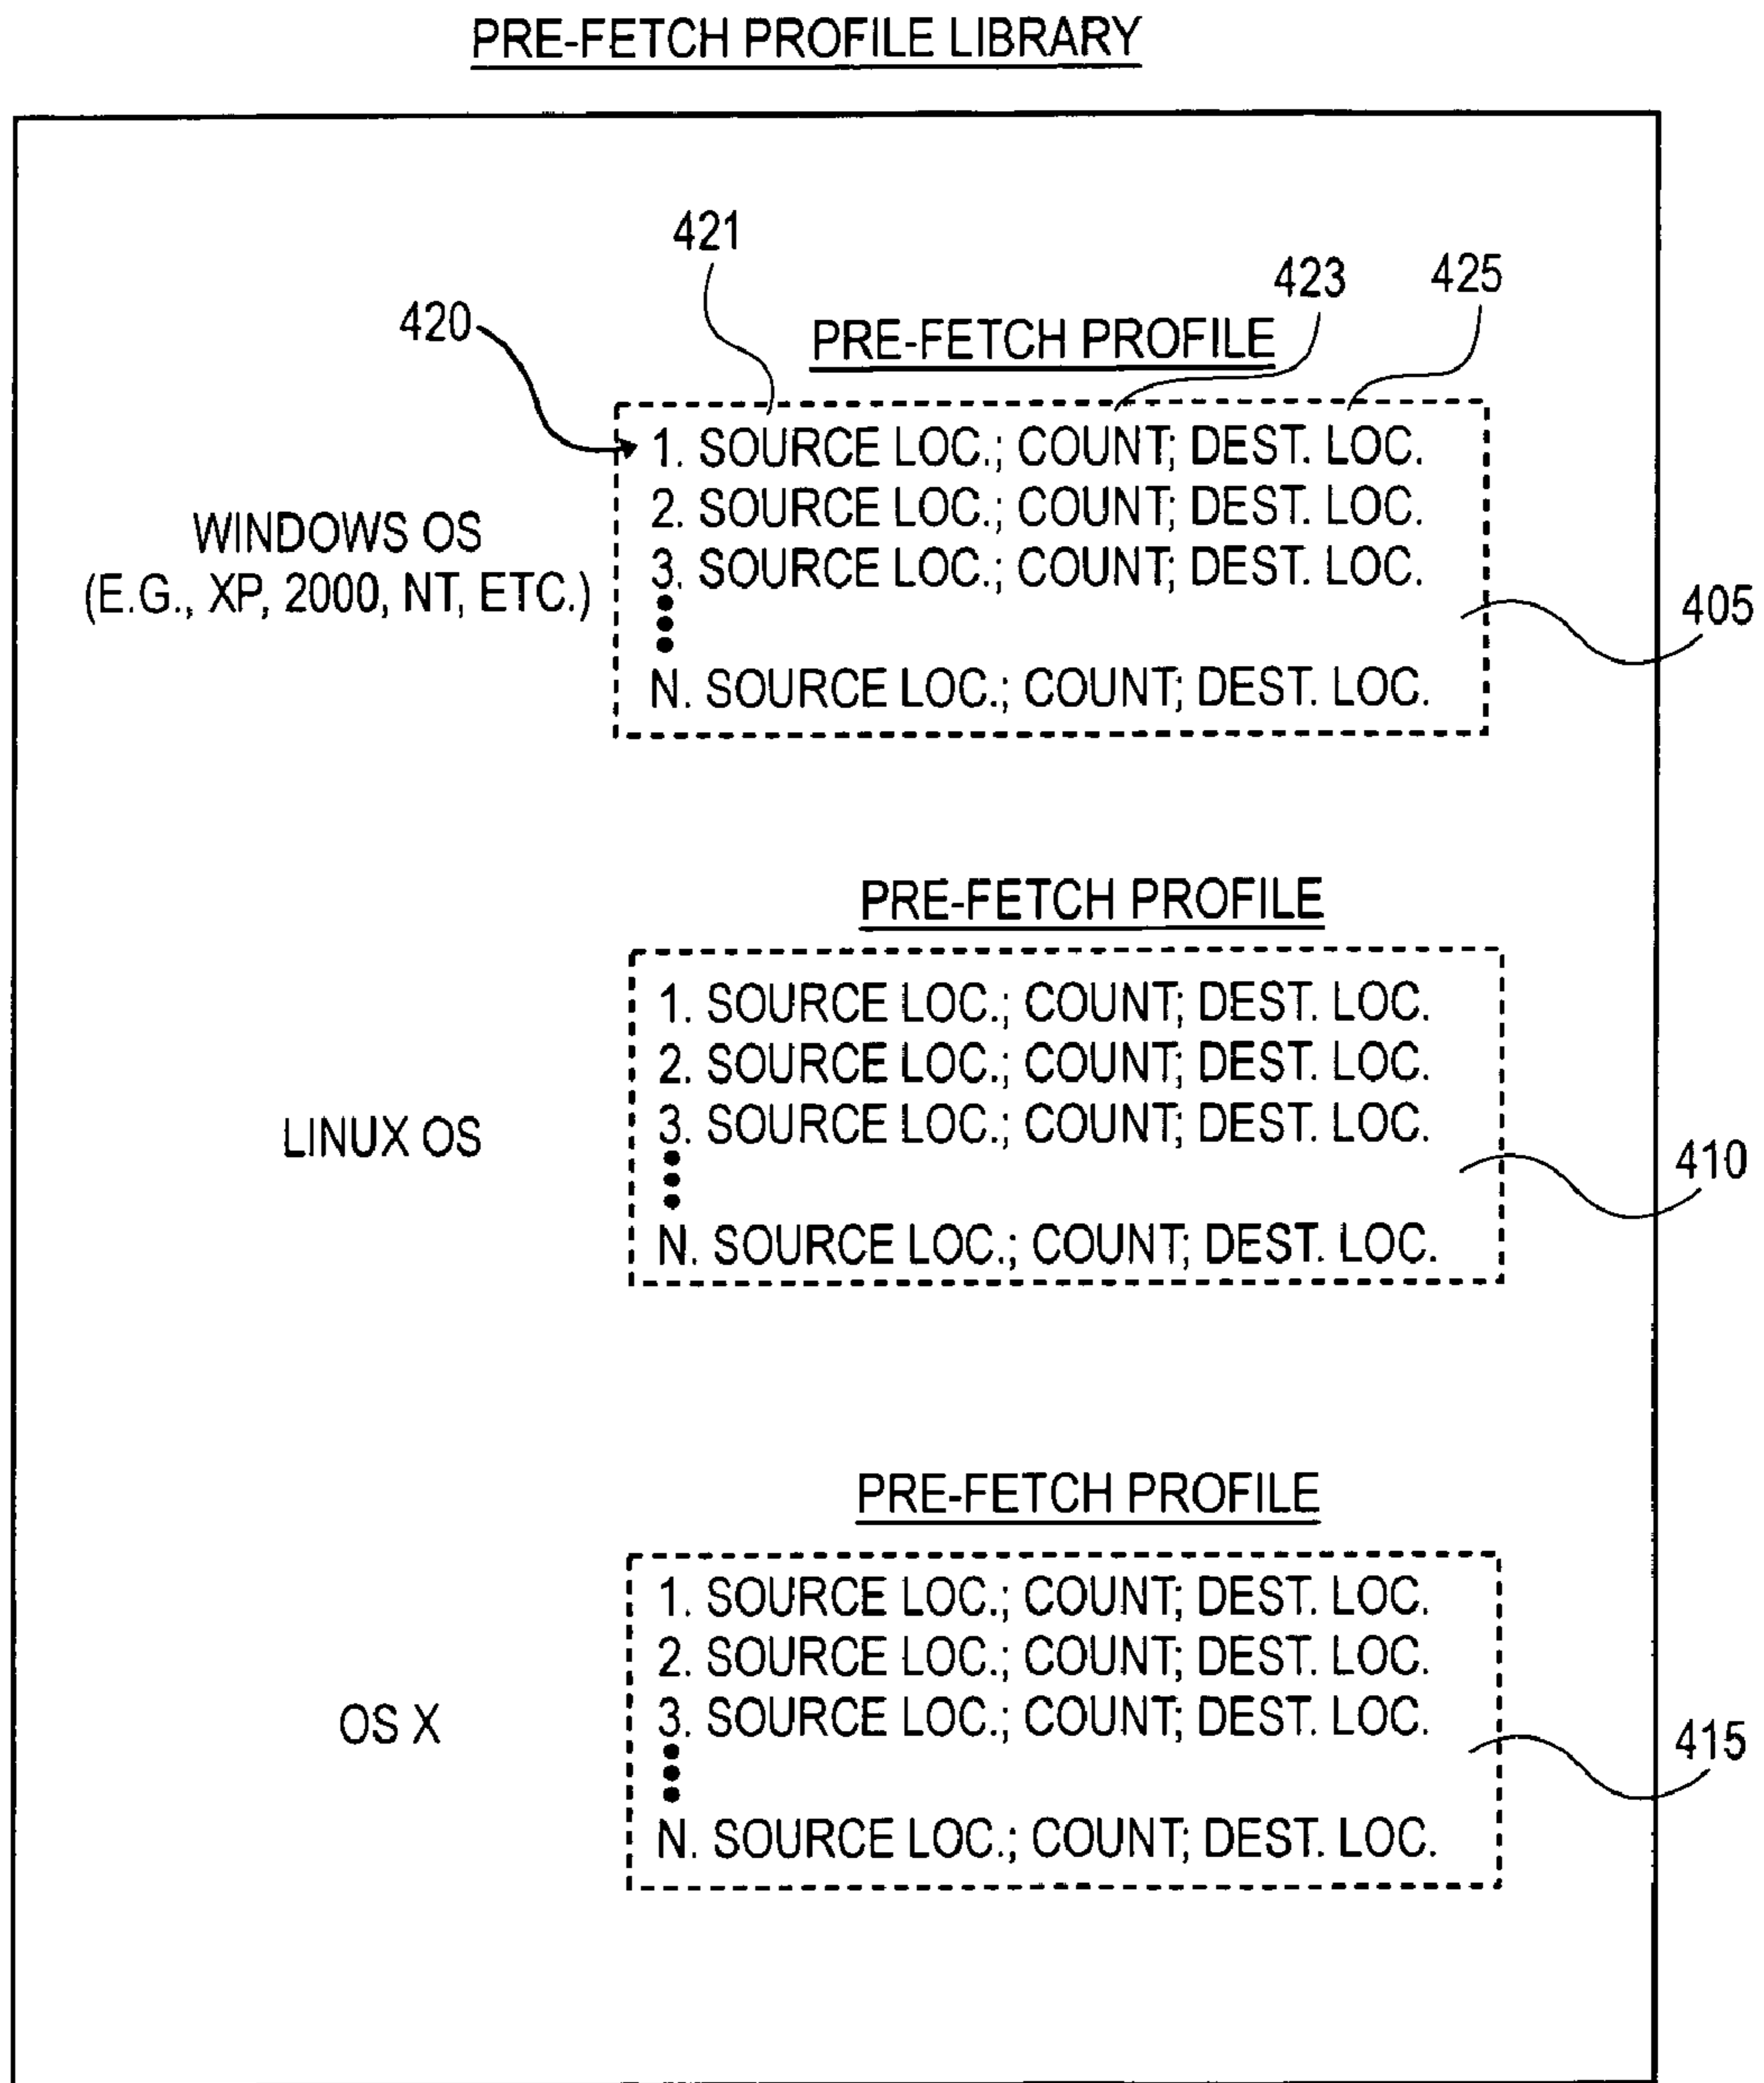 PRE-FETCH PROFILE LIBRARY
421
423
425
420
PRE-FETCH PROFILE
1. SOURCE LOC.; COUNT; DEST. LOC.
2. SOURCE LOC.; COUNT; DEST. LOC.
3. SOURCE LOC.; COUNT; DEST. LOC.
N. SOURCE LOC.; COUNT; DEST. LOC.
WINDOWS OS
(E.G., XP, 2000, NT, ETC.)
405
PRE-FETCH PROFILE
1. SOURCE LOC.; COUNT; DEST. LOC.
2. SOURCE LOC.; COUNT; DEST. LOC.
3. SOURCE LOC.; COUNT; DEST. LOC.
N. SOURCE LOC.; COUNT; DEST. LOC.
LINUX OS
410
PRE-FETCH PROFILE
1. SOURCE LOC.; COUNT; DEST. LOC.
2. SOURCE LOC.; COUNT; DEST. LOC.
3. SOURCE LOC.; COUNT; DEST. LOC.
N. SOURCE LOC.; COUNT; DEST. LOC.
OS X
415